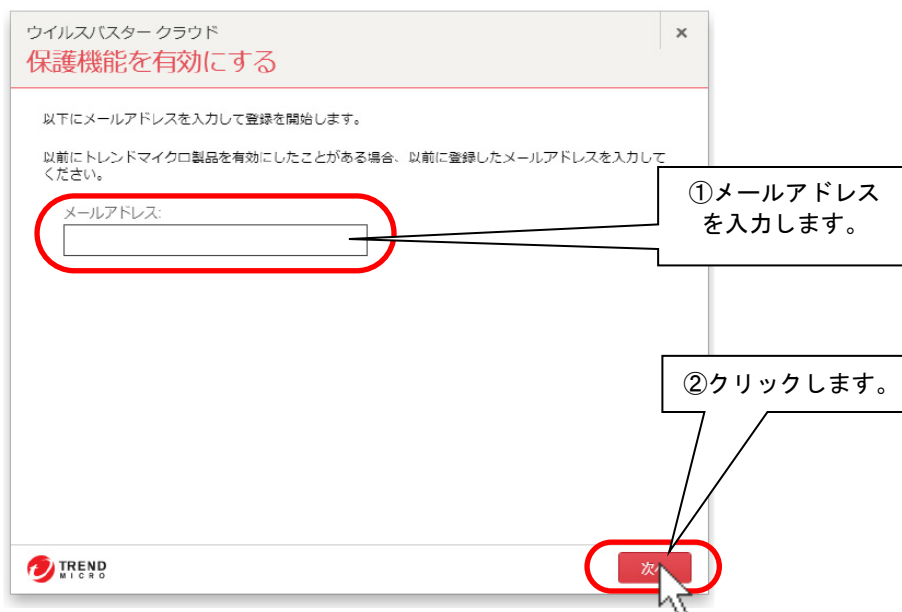 ウイルスバスター クラウド
×
保護機能を有効にする
以下にメールアドレスを入力して登録を開始します。
以前にトレンドマイクロ製品を有効にしたことがある場合、以前に登録したメールアドレスを入力して
ください。
メールアドレス:
①メールアドレス
を入力します。
②クリックします。
TREND
MICRO
次へ